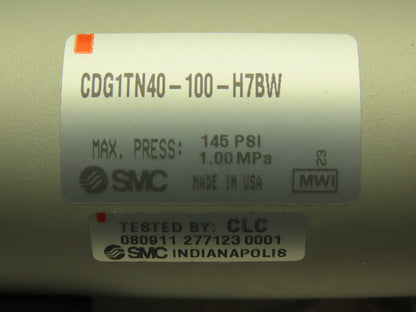 CDG1TN40-100-H7BW
MAX. PRESS: 145 PSI
1.00 MPa
SMC MADE IN USA MWI 23
TESTED BY: CLC
080911 277123 0001
SMC INDIANAPOLIS